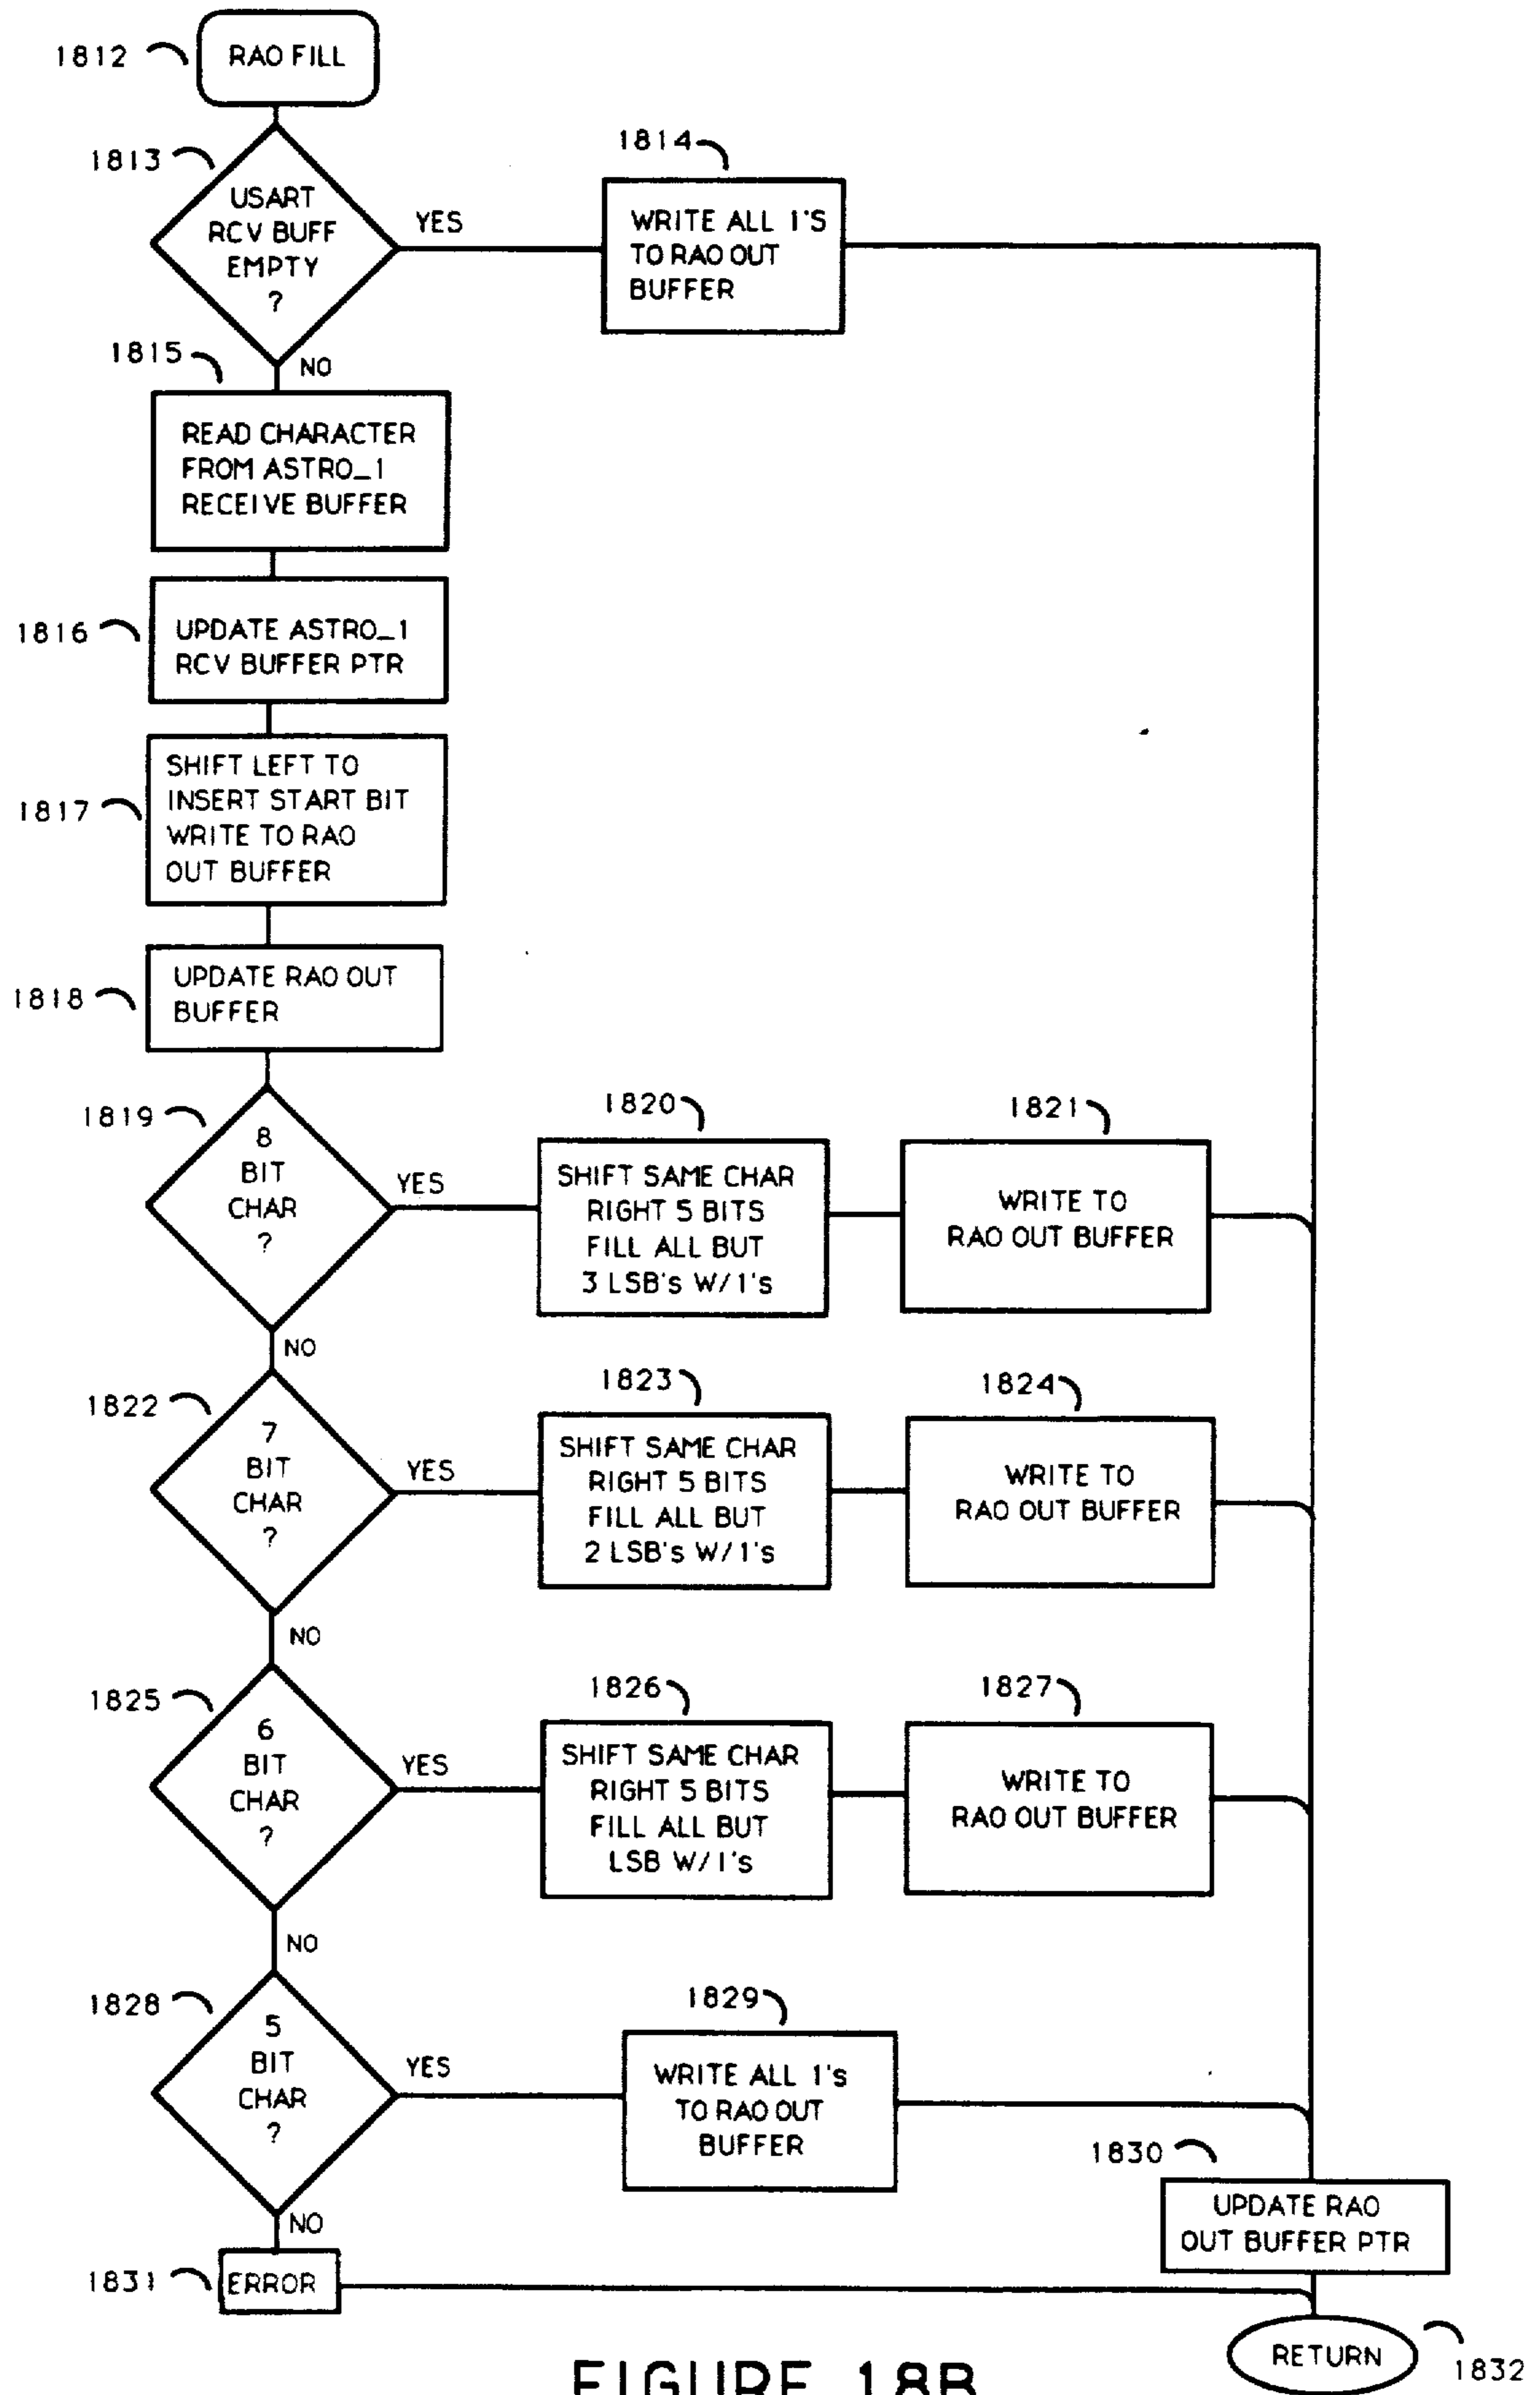 1812
RAO FILL
1813
USART
RCV BUFF
EMPTY
?
YES
NO
1814
WRITE ALL 1'S
TO RAO OUT
BUFFER
1815
READ CHARACTER
FROM ASTRO_1
RECEIVE BUFFER
1816
UPDATE ASTRO_1
RCV BUFFER PTR
1817
SHIFT LEFT TO
INSERT START BIT
WRITE TO RAO
OUT BUFFER
1818
UPDATE RAO OUT
BUFFER
1819
8
BIT
CHAR
?
YES
NO
1820
SHIFT SAME CHAR
RIGHT 5 BITS
FILL ALL BUT
3 LSB's W/1's
1821
WRITE TO
RAO OUT BUFFER
1822
7
BIT
CHAR
?
YES
NO
1823
SHIFT SAME CHAR
RIGHT 5 BITS
FILL ALL BUT
2 LSB's W/1's
1824
WRITE TO
RAO OUT BUFFER
1825
6
BIT
CHAR
?
YES
NO
1826
SHIFT SAME CHAR
RIGHT 5 BITS
FILL ALL BUT
LSB W/1's
1827
WRITE TO
RAO OUT BUFFER
1828
5
BIT
CHAR
?
YES
NO
1829
WRITE ALL 1's
TO RAO OUT
BUFFER
1830
UPDATE RAO
OUT BUFFER PTR
1831
ERROR
RETURN
1832
FIGURE 18B